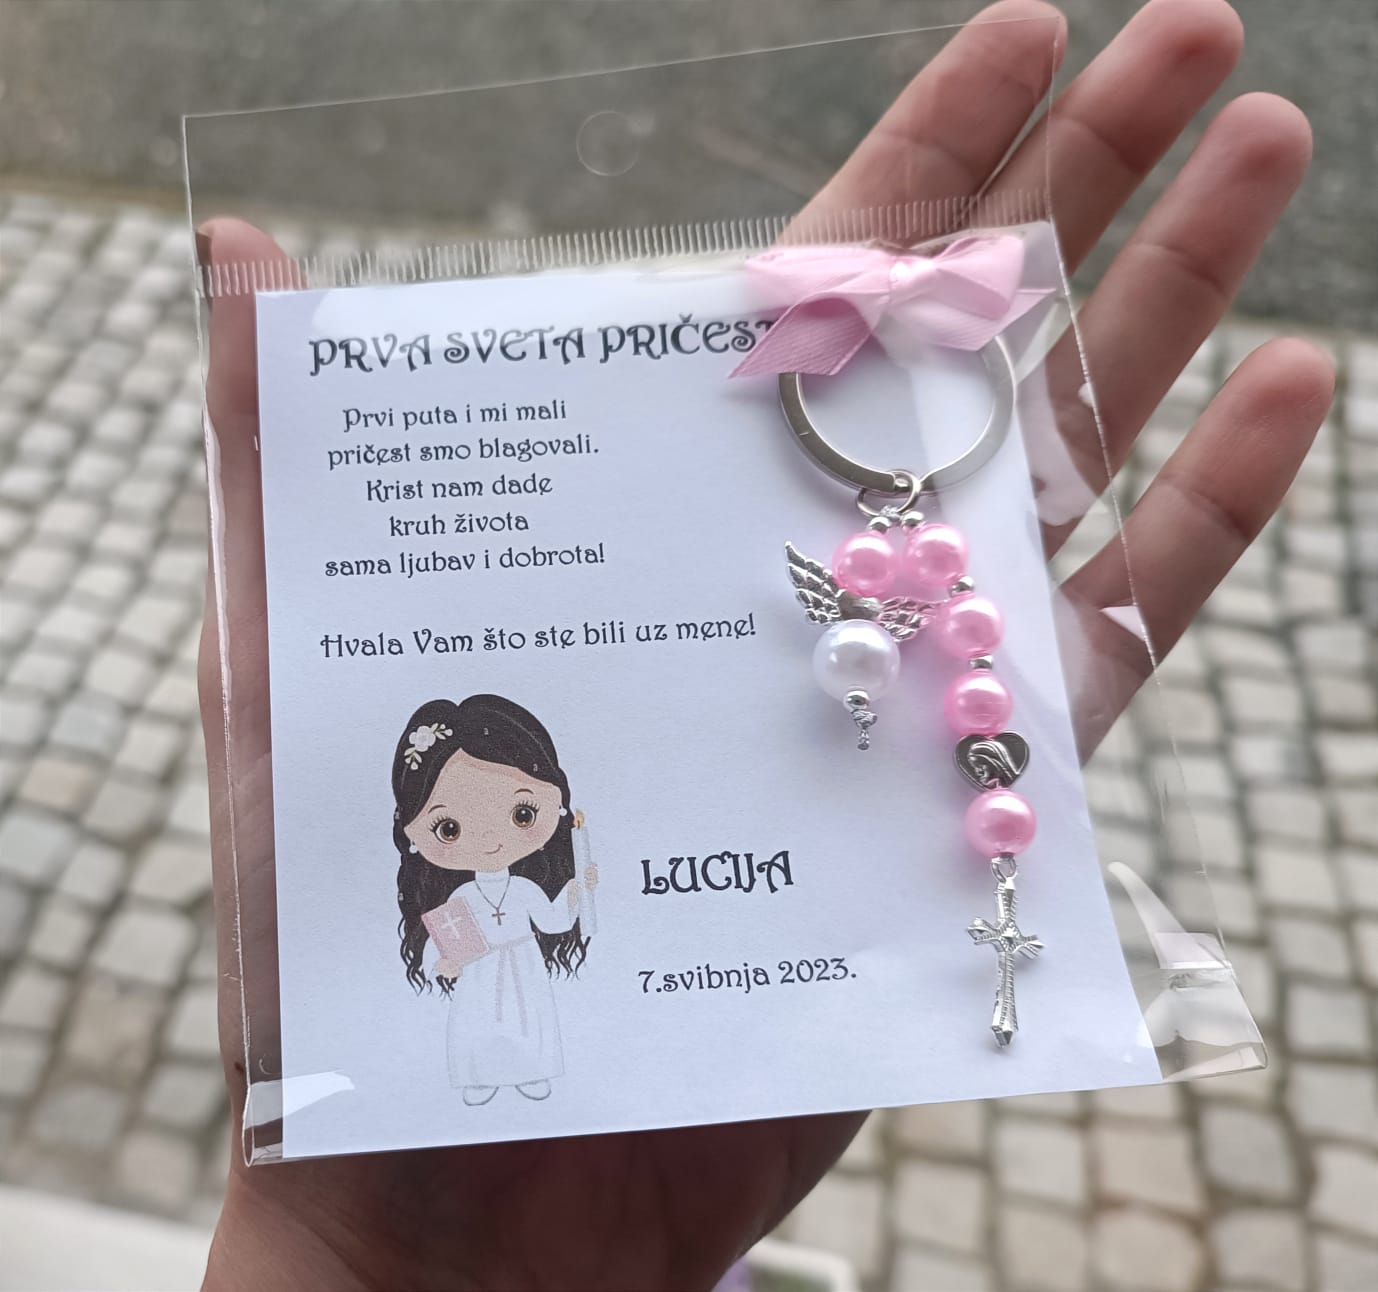 PRVA SVETA PRIČEST
Prvi puta i mi mali
pričest smo blagovali.
Krist nam dade
kruh života
sama ljubav i dobrota!
Hvala Vam što ste bili uz mene!
LUCIJA
7.svibnja 2023.